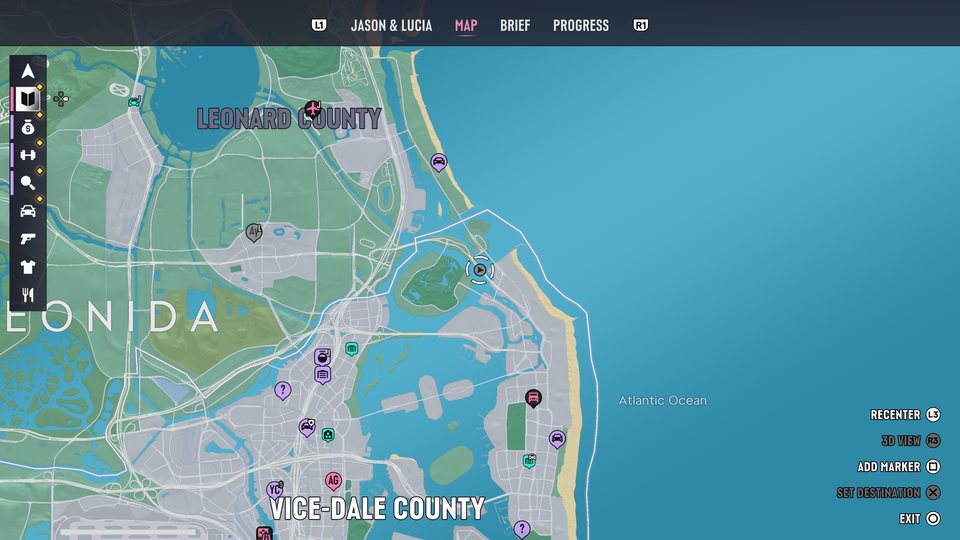 L1 JASON & LUCIA MAP BRIEF PROGRESS R1
LEONARD COUNTY
AV
EONIDA
?
?
AG
YC
VICE-DALE COUNTY
Atlantic Ocean
RECENTER L3
3D VIEW R3
ADD MARKER
SET DESTINATION
EXIT